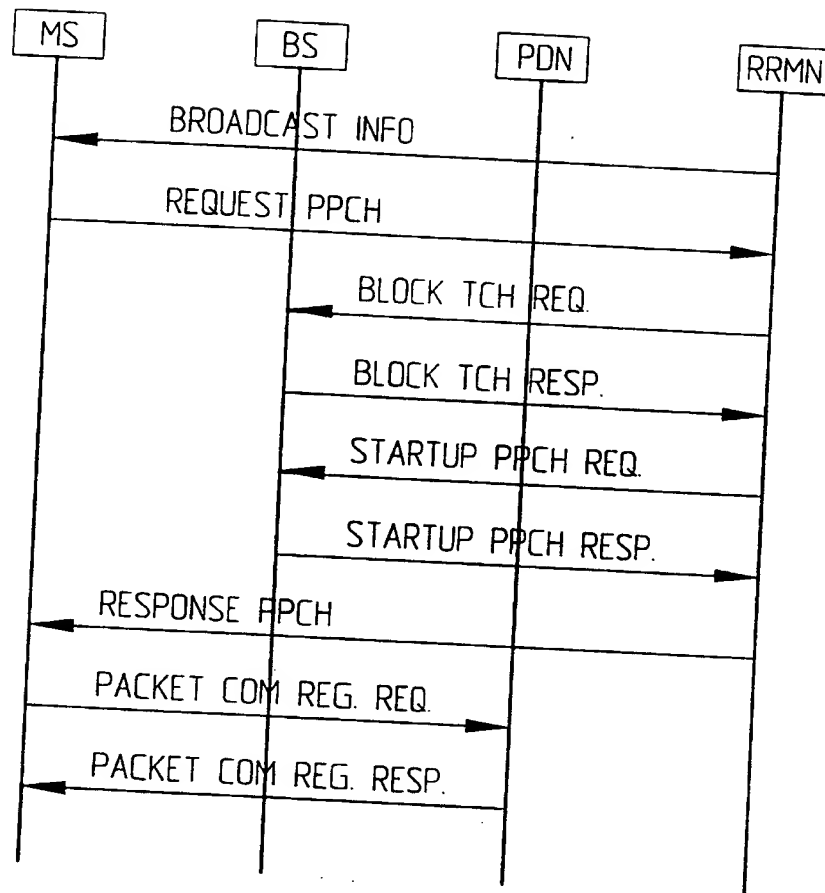 MS BS PDN RRMN
BROADCAST INFO
REQUEST PPCH
BLOCK TCH REQ.
BLOCK TCH RESP.
STARTUP PPCH REQ.
STARTUP PPCH RESP.
RESPONSE PPCH
PACKET COM REG. REQ.
PACKET COM REG. RESP.